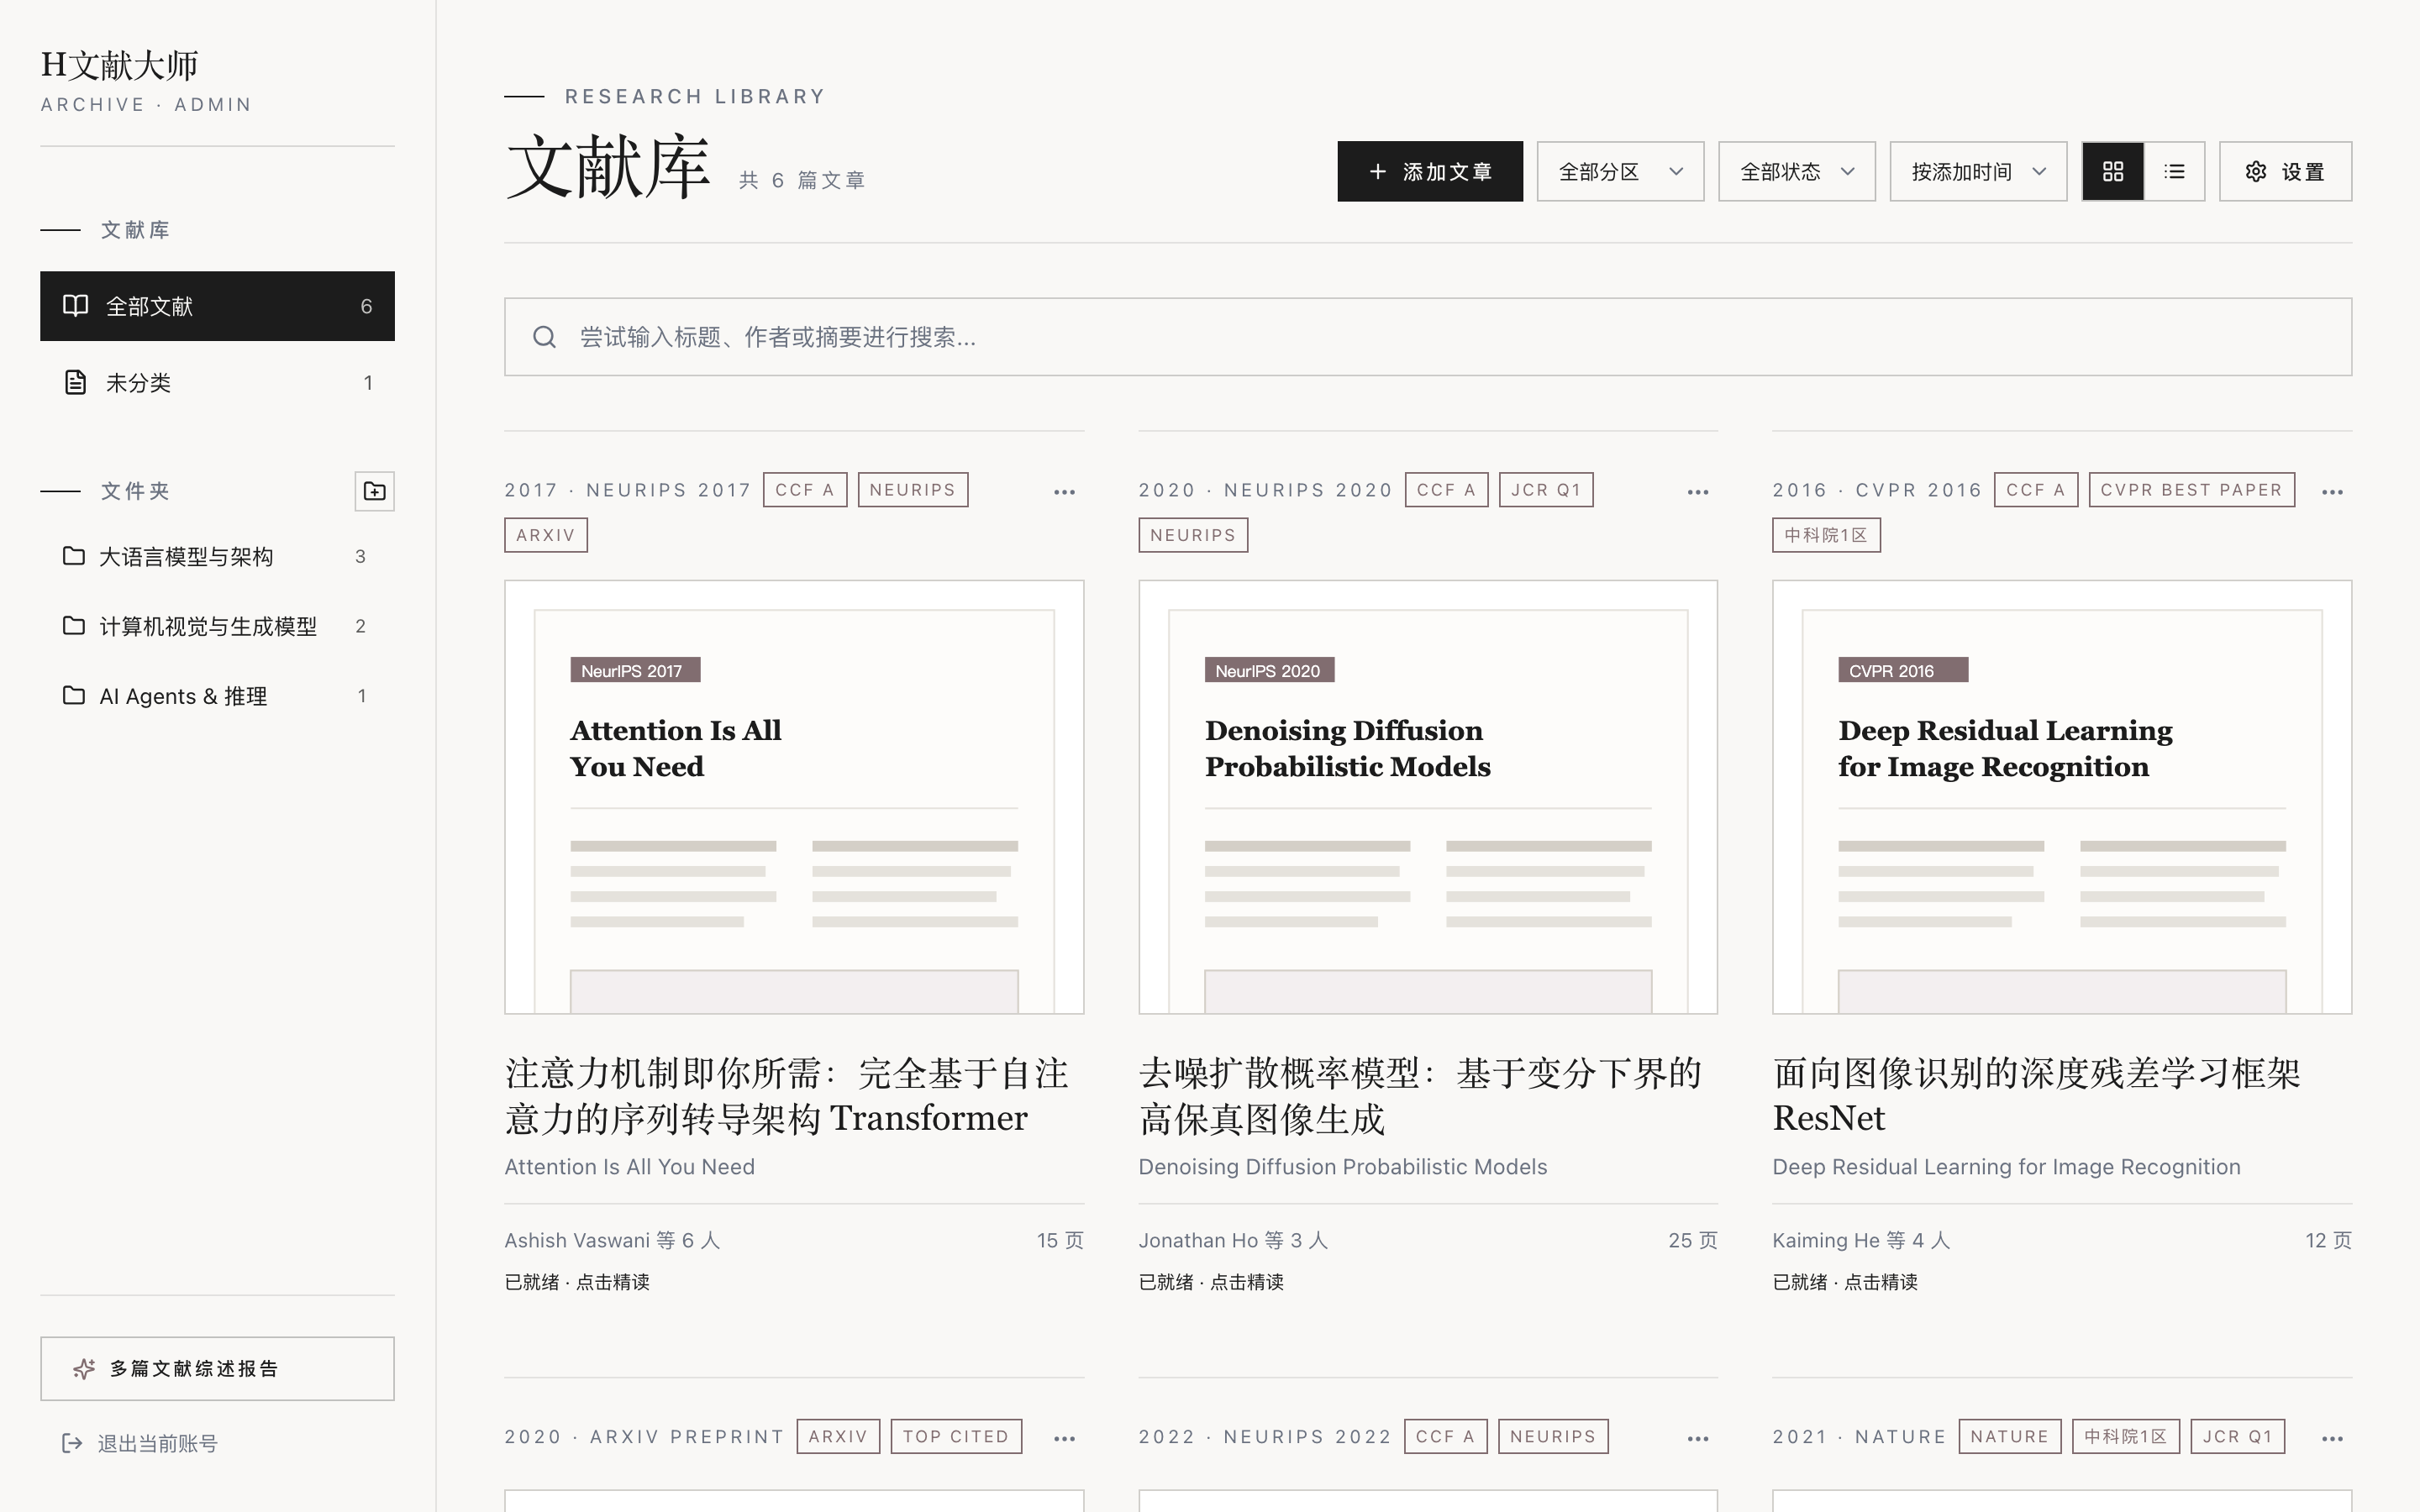 H文献大师
ARCHIVE · ADMIN
文献库
全部文献 6
未分类 1
文件夹
大语言模型与架构 3
计算机视觉与生成模型 2
AI Agents & 推理 1
多篇文献综述报告
退出当前账号
RESEARCH LIBRARY
文献库 共 6 篇文章
添加文章 全部分区 全部状态 按添加时间 设置
尝试输入标题、作者或摘要进行搜索...
2017 · NEURIPS 2017 CCF A NEURIPS
ARXIV
NeurIPS 2017
Attention Is All
You Need
注意力机制即你所需：完全基于自注
意力的序列转导架构 Transformer
Attention Is All You Need
Ashish Vaswani 等 6 人 15 页
已就绪 · 点击精读
2020 · NEURIPS 2020 CCF A JCR Q1
NEURIPS
NeurIPS 2020
Denoising Diffusion
Probabilistic Models
去噪扩散概率模型：基于变分下界的
高保真图像生成
Denoising Diffusion Probabilistic Models
Jonathan Ho 等 3 人 25 页
已就绪 · 点击精读
2016 · CVPR 2016 CCF A CVPR BEST PAPER
中科院1区
CVPR 2016
Deep Residual Learning
for Image Recognition
面向图像识别的深度残差学习框架
ResNet
Deep Residual Learning for Image Recognition
Kaiming He 等 4 人 12 页
已就绪 · 点击精读
2020 · ARXIV PREPRINT ARXIV TOP CITED
2022 · NEURIPS 2022 CCF A NEURIPS
2021 · NATURE NATURE 中科院1区 JCR Q1